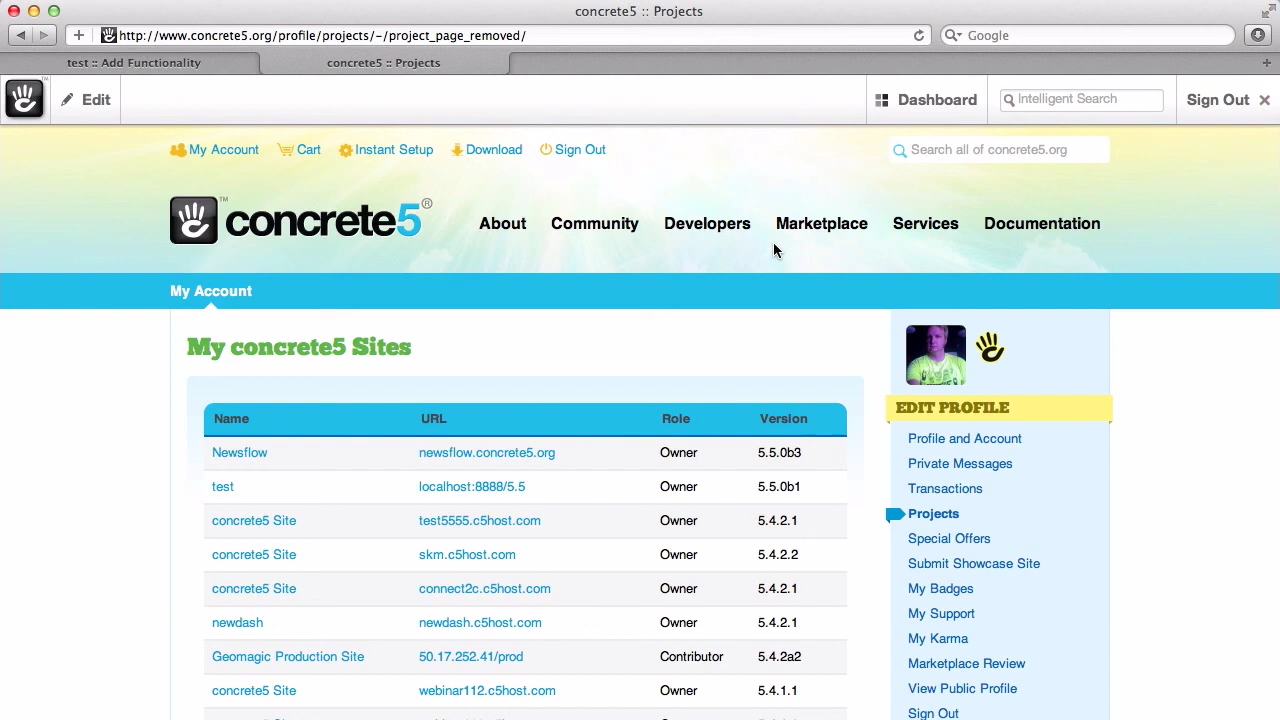 concrete5 :: Projects
http://www.concrete5.org/profile/projects/-/project_page_removed/
Google
test :: Add Functionality
concrete5 :: Projects
Edit
Dashboard
Intelligent Search
Sign Out
My Account
Cart
Instant Setup
Download
Sign Out
Search all of concrete5.org
concrete5®
About
Community
Developers
Marketplace
Services
Documentation
My Account
My concrete5 Sites
Name URL Role Version
Newsflow newsflow.concrete5.org Owner 5.5.0b3
test localhost:8888/5.5 Owner 5.5.0b1
concrete5 Site test5555.c5host.com Owner 5.4.2.1
concrete5 Site skm.c5host.com Owner 5.4.2.2
concrete5 Site connect2c.c5host.com Owner 5.4.2.1
newdash newdash.c5host.com Owner 5.4.2.1
Geomagic Production Site 50.17.252.41/prod Contributor 5.4.2a2
concrete5 Site webinar112.c5host.com Owner 5.4.1.1
EDIT PROFILE
Profile and Account
Private Messages
Transactions
Projects
Special Offers
Submit Showcase Site
My Badges
My Support
My Karma
Marketplace Review
View Public Profile
Sign Out